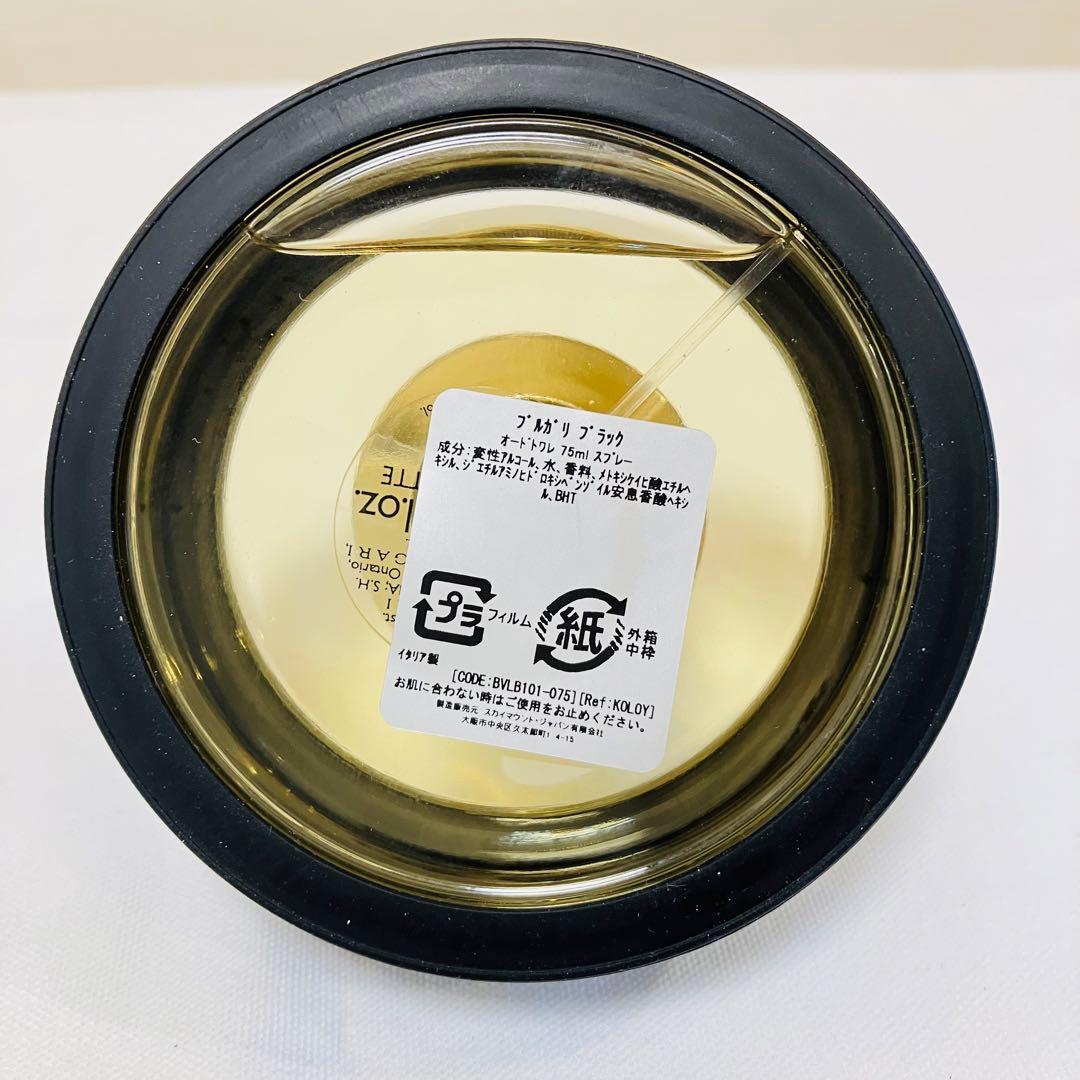 ブルガリ ブラック
オードトワレ 75ml スプレー
成分:変性アルコール、水、香料、メトキシケイヒ酸エチルヘ
キシル、ジエチルアミノヒドロキシベンゾイル安息香酸ヘキシ
ル、BHT
プラ フィルム 紙 外箱
中枠
イタリア製
[CODE:BVLB101-075][Ref:KOLOY]
お肌に合わない時はご使用をお止めください。
製造販売元 スカイマウント・ジャパン有限会社
大阪市中央区久太郎町1 4-15
TTE
l.oz.
GARI,
Ontario,
A; S.H.